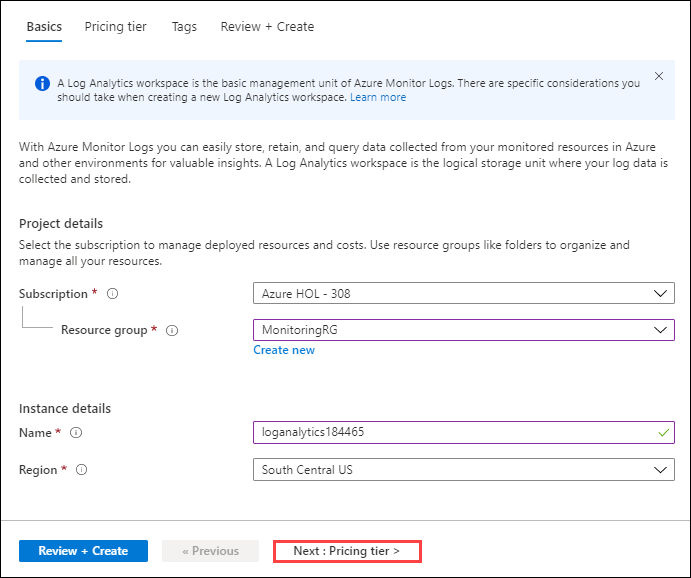 Basics Pricing tier Tags Review + Create
A Log Analytics workspace is the basic management unit of Azure Monitor Logs. There are specific considerations you
should take when creating a new Log Analytics workspace. Learn more
With Azure Monitor Logs you can easily store, retain, and query data collected from your monitored resources in Azure
and other environments for valuable insights. A Log Analytics workspace is the logical storage unit where your log data is
collected and stored.
Project details
Select the subscription to manage deployed resources and costs. Use resource groups like folders to organize and
manage all your resources.
Subscription * Azure HOL - 308
Resource group * MonitoringRG
Create new
Instance details
Name * loganalytics184465
Region * South Central US
Review + Create « Previous Next : Pricing tier >